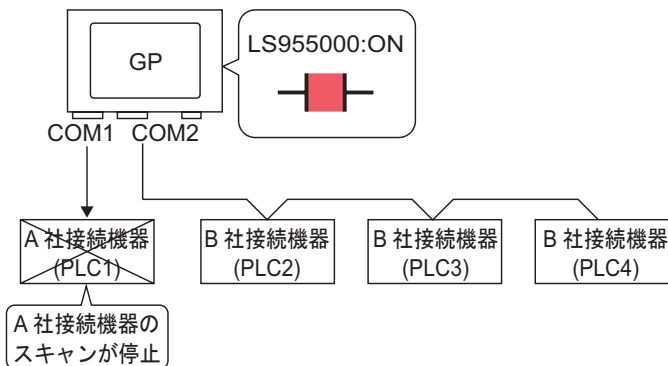 GP
LS955000:ON
COM1 COM2
A 社接続機器
(PLC1)
B 社接続機器
(PLC2)
B 社接続機器
(PLC3)
B 社接続機器
(PLC4)
A 社接続機器の
スキャンが停止